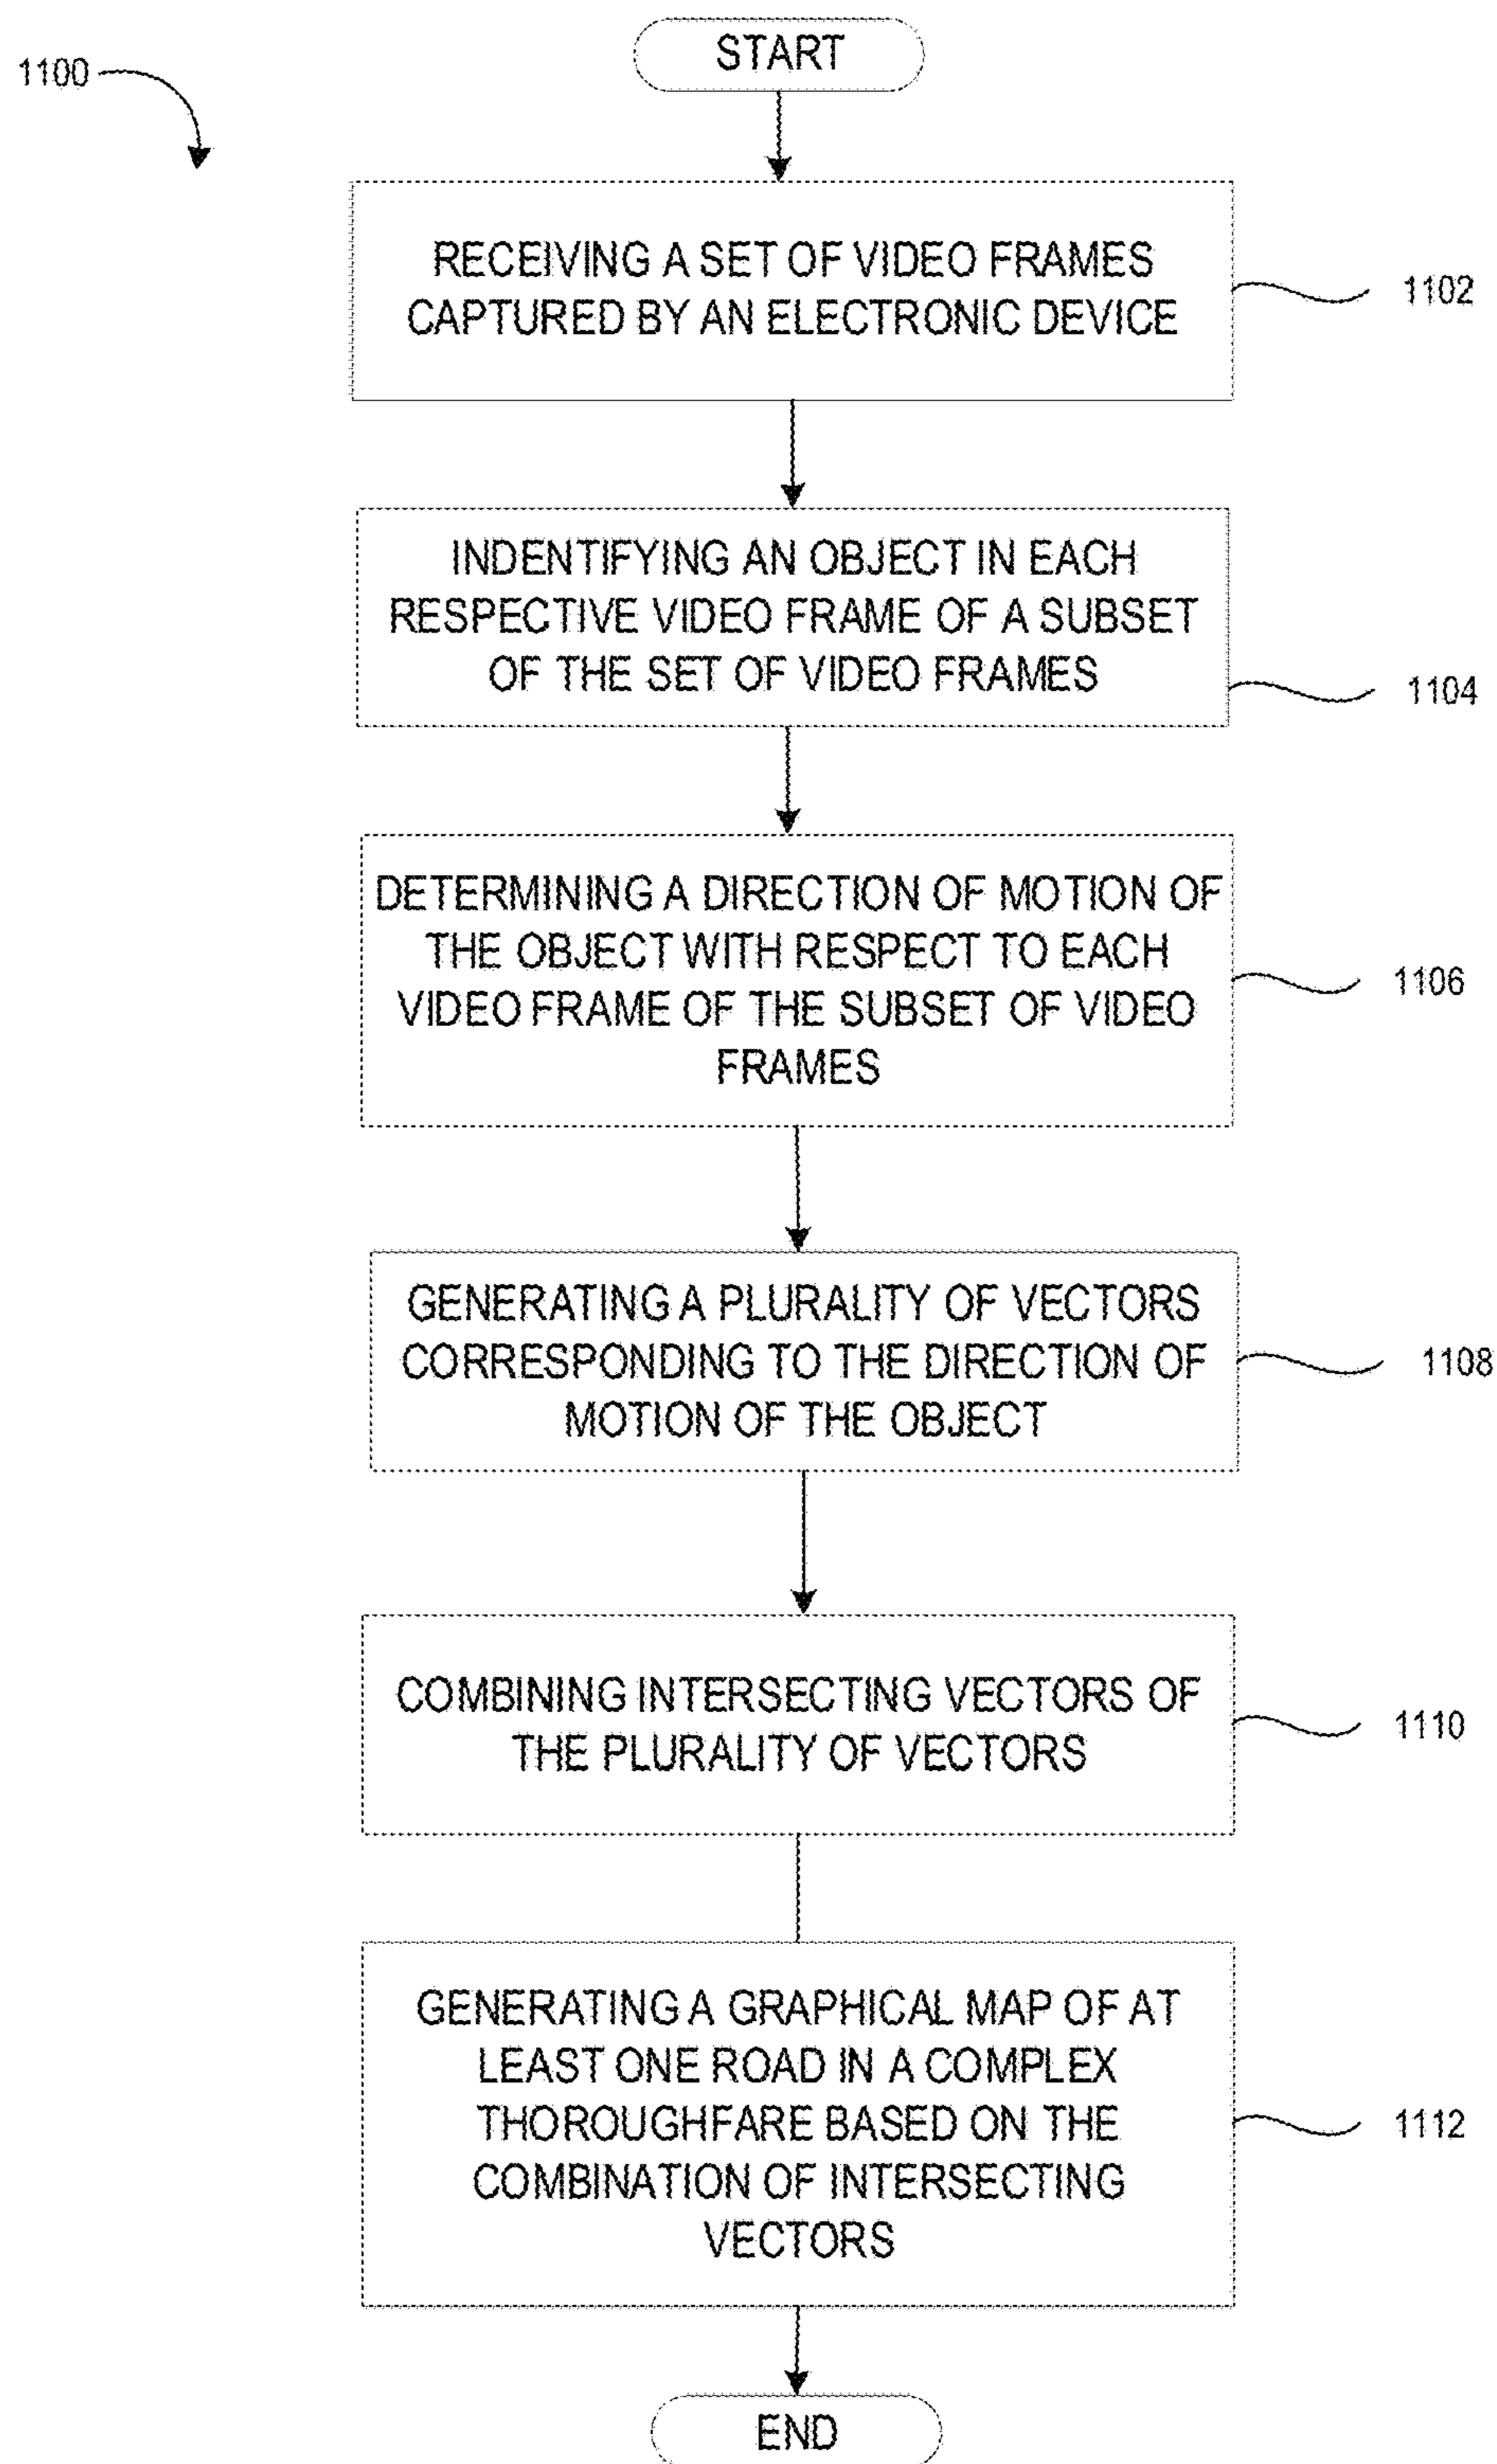 START
1100
RECEIVING A SET OF VIDEO FRAMES
CAPTURED BY AN ELECTRONIC DEVICE
1102
INDENTIFYING AN OBJECT IN EACH
RESPECTIVE VIDEO FRAME OF A SUBSET
OF THE SET OF VIDEO FRAMES
1104
DETERMINING A DIRECTION OF MOTION OF
THE OBJECT WITH RESPECT TO EACH
VIDEO FRAME OF THE SUBSET OF VIDEO
FRAMES
1106
GENERATING A PLURALITY OF VECTORS
CORRESPONDING TO THE DIRECTION OF
MOTION OF THE OBJECT
1108
COMBINING INTERSECTING VECTORS OF
THE PLURALITY OF VECTORS
1110
GENERATING A GRAPHICAL MAP OF AT
LEAST ONE ROAD IN A COMPLEX
THOROUGHFARE BASED ON THE
COMBINATION OF INTERSECTING
VECTORS
1112
END